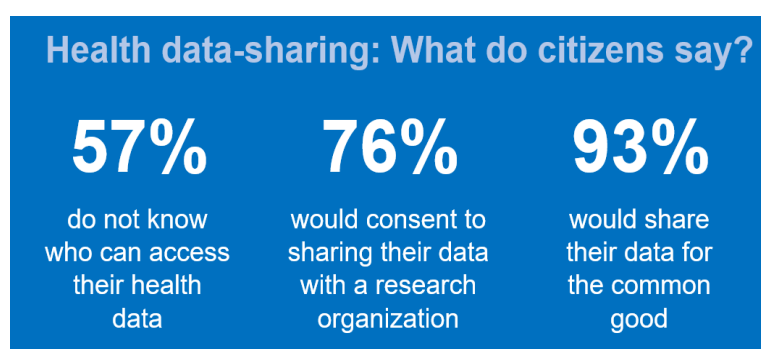 Health data-sharing: What do citizens say?
57%
do not know
who can access
their health
data
76%
would consent to
sharing their data
with a research
organization
93%
would share
their data for
the common
good